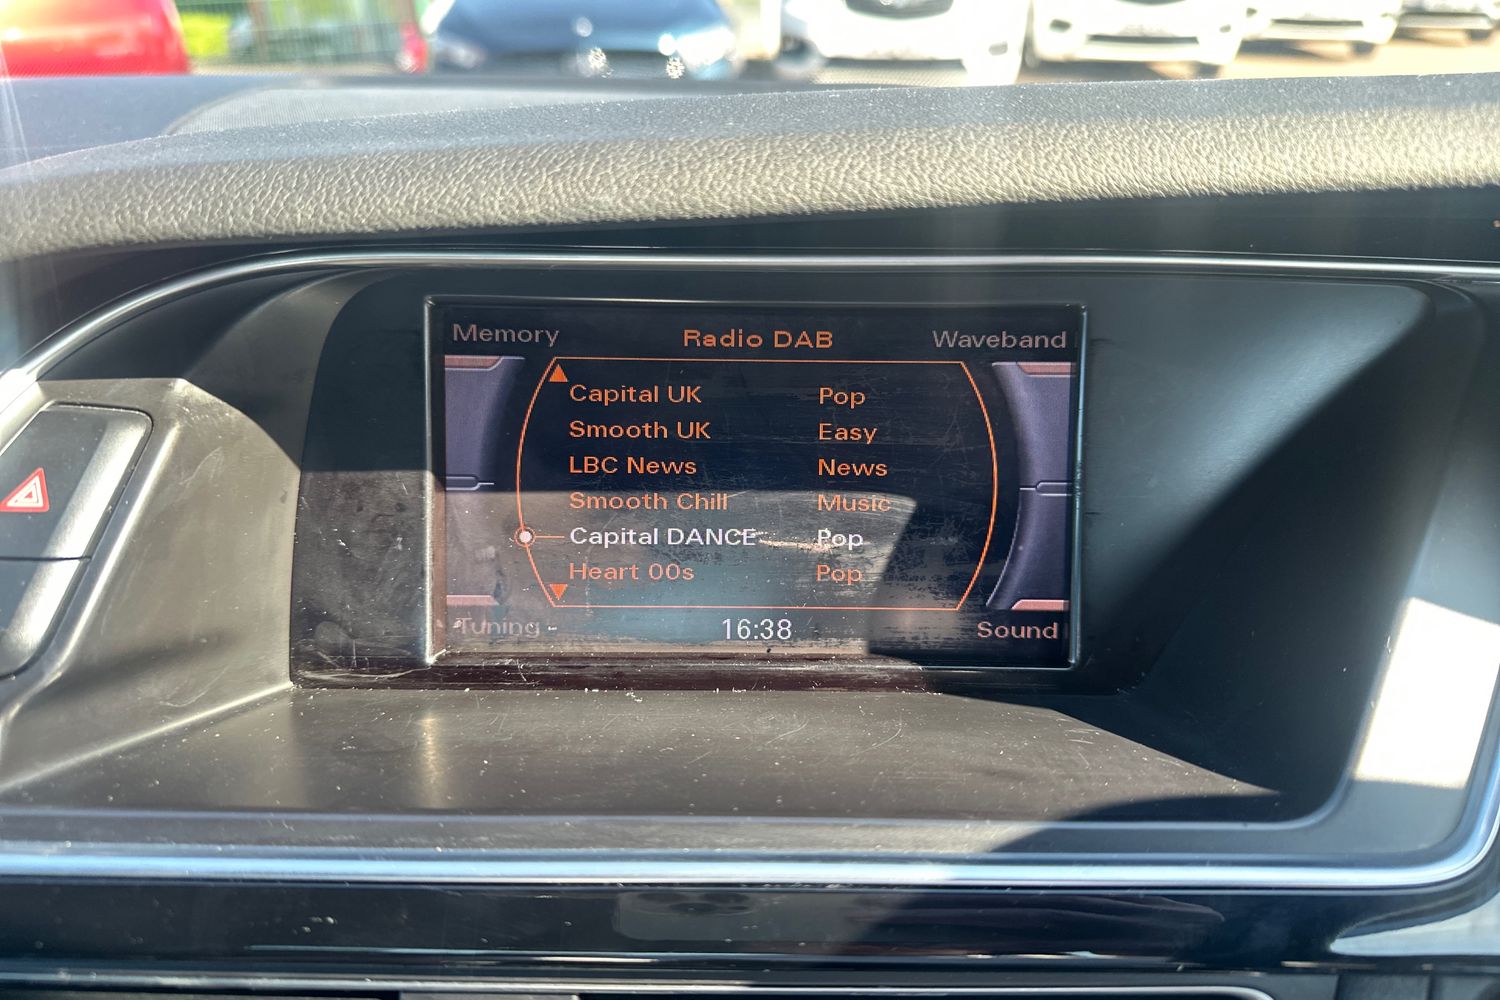 Memory Radio DAB Waveband
Capital UK Pop
Smooth UK Easy
LBC News News
Smooth Chill Music
Capital DANCE Pop
Heart 00s Pop
Tuning 16:38 Sound